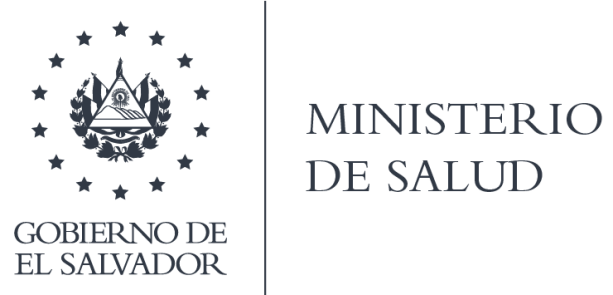 GOBIERNO DE
EL SALVADOR
MINISTERIO
DE SALUD